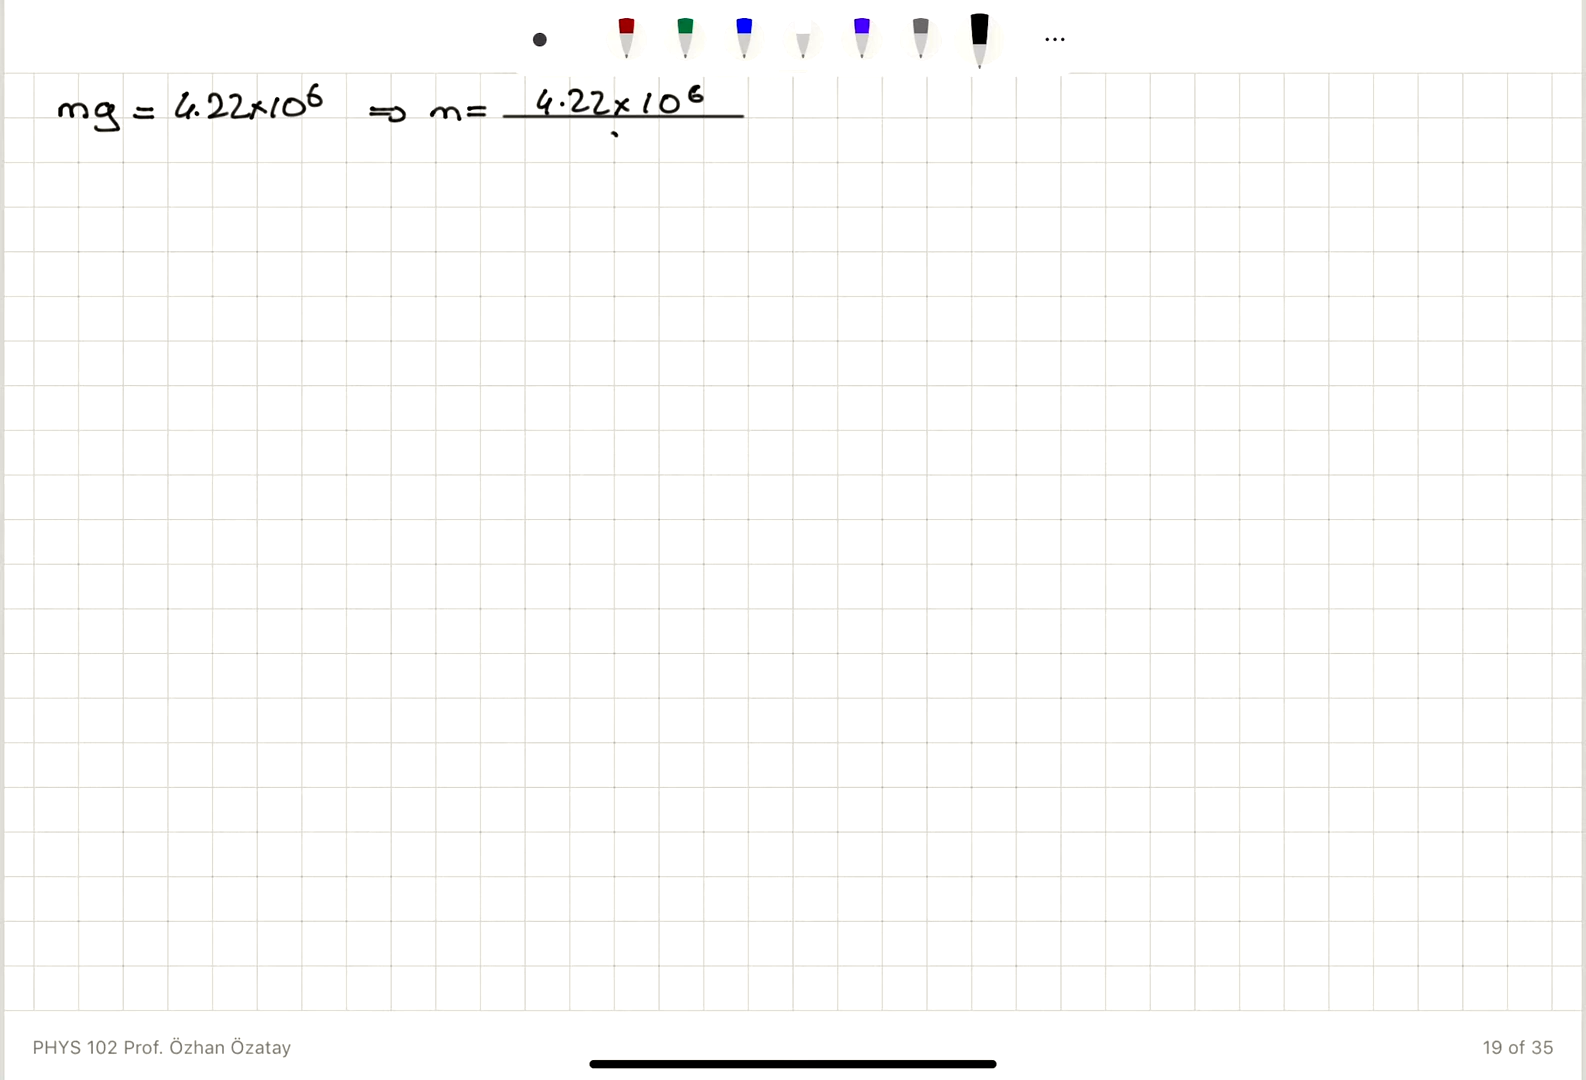 mg = 4.22×10⁶ ⇒ m= 4.22×10⁶
PHYS 102 Prof. Özhan Özatay
19 of 35